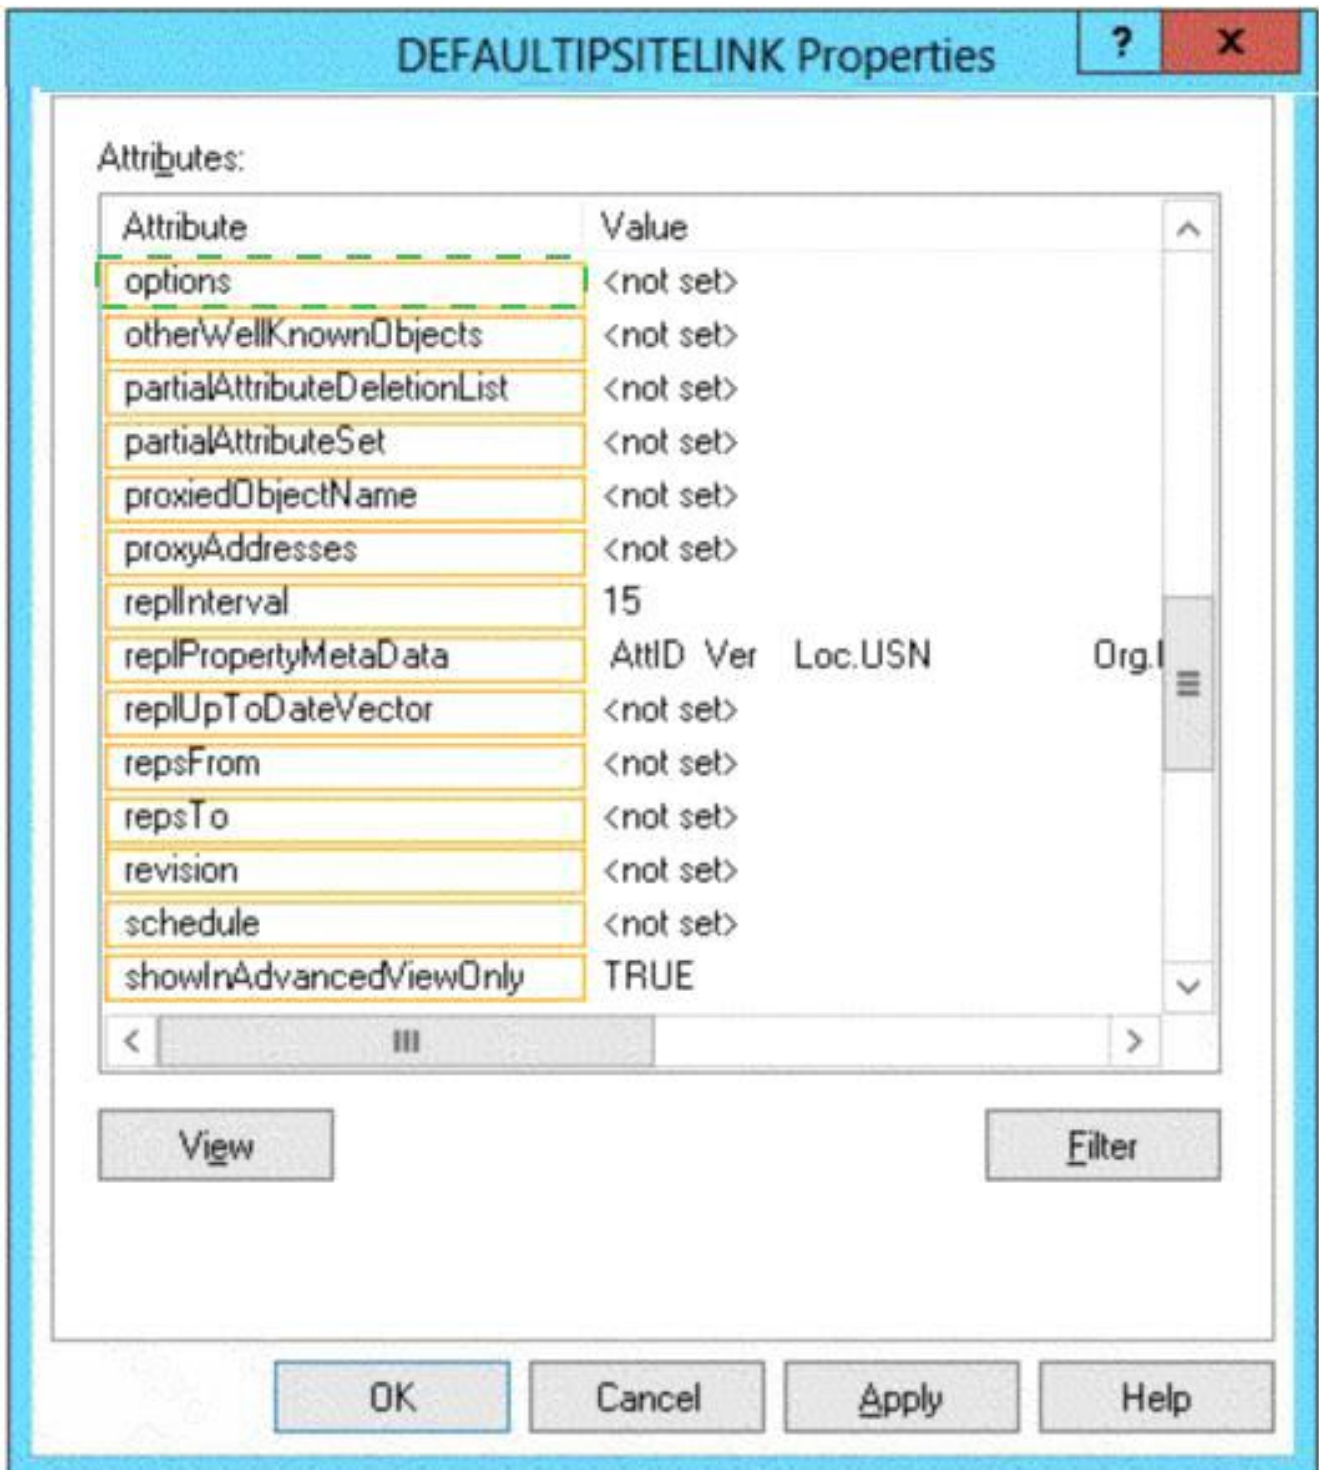 DEFAULTIPSITELINK Properties ? x
Attributes:
Attribute Value
options <not set>
otherWellKnownObjects <not set>
partialAttributeDeletionList <not set>
partialAttributeSet <not set>
proxiedObjectName <not set>
proxyAddresses <not set>
replInterval 15
replPropertyMetaData AttID Ver Loc.USN Org.
replUpToDateVector <not set>
repsFrom <not set>
repsTo <not set>
revision <not set>
schedule <not set>
showInAdvancedViewOnly TRUE
View Filter
OK Cancel Apply Help